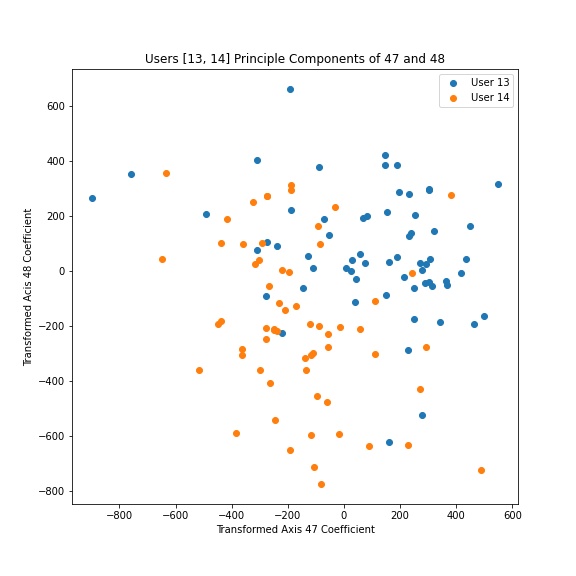 Users [13, 14] Principle Components of 47 and 48
User 13
User 14
600
400
200
0
−200
−400
−600
−800
Transformed Acis 48 Coefficient
−800 −600 −400 −200 0 200 400 600
Transformed Axis 47 Coefficient